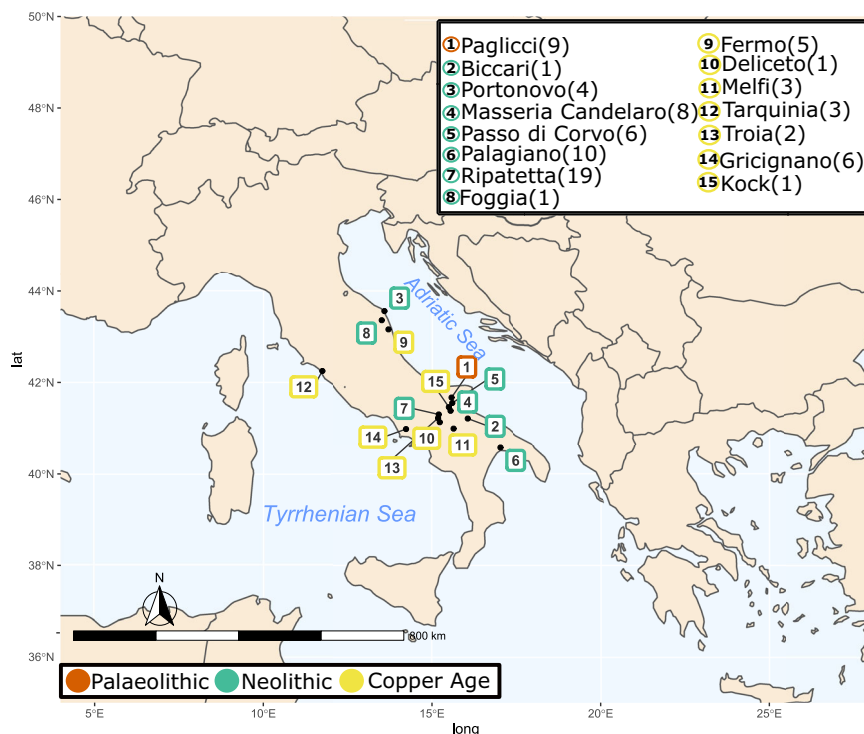 50°N
48°N
46°N
44°N
42°N
40°N
38°N
36°N
lat
1 Paglicci(9)
2 Biccari(1)
3 Portonovo(4)
4 Masseria Candelaro(8)
5 Passo di Corvo(6)
6 Palagiano(10)
7 Ripatetta(19)
8 Foggia(1)
9 Fermo(5)
10 Deliceto(1)
11 Melfi(3)
12 Tarquinia(3)
13 Troia(2)
14 Gricignano(6)
15 Kock(1)
Adriatic Sea
3
8
9
1
15
5
12
7
4
14
10
2
11
13
6
Tyrrhenian Sea
N
800 km
Palaeolithic Neolithic Copper Age
5°E 10°E 15°E 20°E 25°E
long